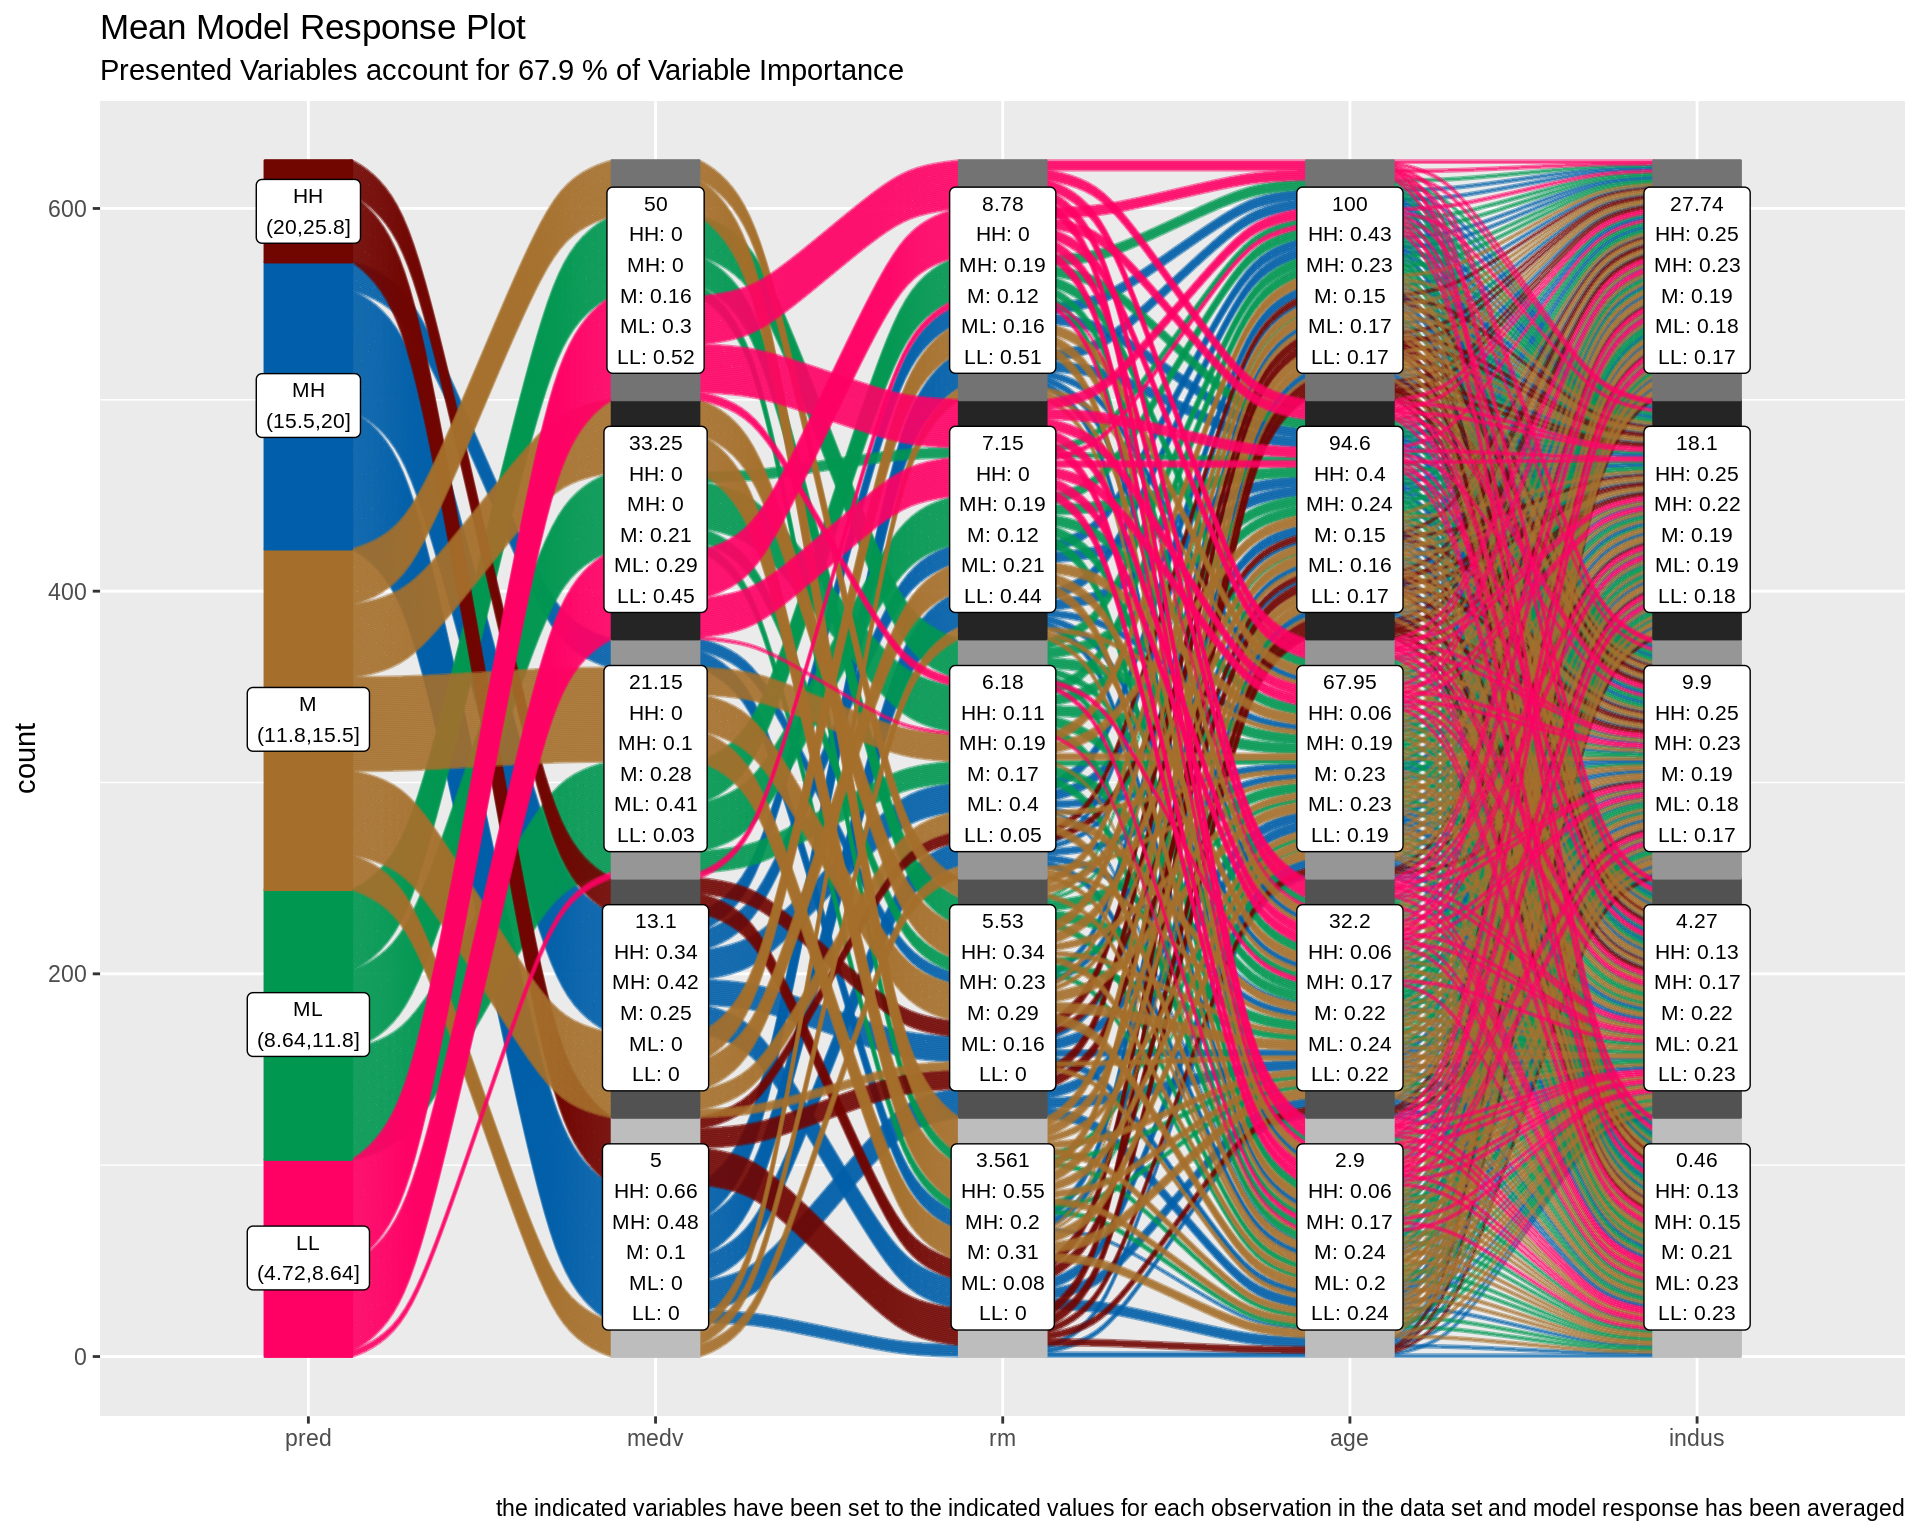 Mean Model Response Plot
Presented Variables account for 67.9 % of Variable Importance
count
600
400
200
0
HH
(20,25.8]
MH
(15.5,20]
M
(11.8,15.5]
ML
(8.64,11.8]
LL
(4.72,8.64]
50
HH: 0
MH: 0
M: 0.16
ML: 0.3
LL: 0.52
33.25
HH: 0
MH: 0
M: 0.21
ML: 0.29
LL: 0.45
21.15
HH: 0
MH: 0.1
M: 0.28
ML: 0.41
LL: 0.03
13.1
HH: 0.34
MH: 0.42
M: 0.25
ML: 0
LL: 0
5
HH: 0.66
MH: 0.48
M: 0.1
ML: 0
LL: 0
8.78
HH: 0
MH: 0.19
M: 0.12
ML: 0.16
LL: 0.51
7.15
HH: 0
MH: 0.19
M: 0.12
ML: 0.21
LL: 0.44
6.18
HH: 0.11
MH: 0.19
M: 0.17
ML: 0.4
LL: 0.05
5.53
HH: 0.34
MH: 0.23
M: 0.29
ML: 0.16
LL: 0
3.561
HH: 0.55
MH: 0.2
M: 0.31
ML: 0.08
LL: 0
100
HH: 0.43
MH: 0.23
M: 0.15
ML: 0.17
LL: 0.17
94.6
HH: 0.4
MH: 0.24
M: 0.15
ML: 0.16
LL: 0.17
67.95
HH: 0.06
MH: 0.19
M: 0.23
ML: 0.23
LL: 0.19
32.2
HH: 0.06
MH: 0.17
M: 0.22
ML: 0.24
LL: 0.22
2.9
HH: 0.06
MH: 0.17
M: 0.24
ML: 0.2
LL: 0.24
27.74
HH: 0.25
MH: 0.23
M: 0.19
ML: 0.18
LL: 0.17
18.1
HH: 0.25
MH: 0.22
M: 0.19
ML: 0.19
LL: 0.18
9.9
HH: 0.25
MH: 0.23
M: 0.19
ML: 0.18
LL: 0.17
4.27
HH: 0.13
MH: 0.17
M: 0.22
ML: 0.21
LL: 0.23
0.46
HH: 0.13
MH: 0.15
M: 0.21
ML: 0.23
LL: 0.23
pred
medv
rm
age
indus
the indicated variables have been set to the indicated values for each observation in the data set and model response has been averaged